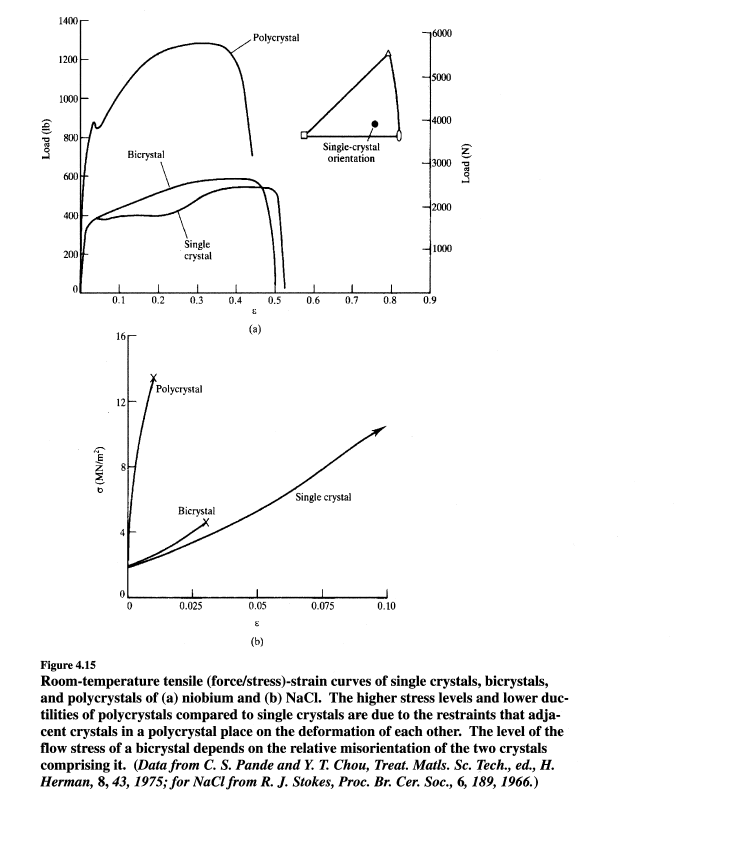 1400
1200
1000
800
600
400
200
0
Load (lb)
Polycrystal
Bicrystal
Single
crystal
0.1 0.2 0.3 0.4 0.5 0.6 0.7 0.8 0.9
ε
(a)
6000
5000
4000
3000
2000
1000
Load (N)
Single-crystal
orientation
16
12
8
4
0
σ (MN/m²)
Polycrystal
Bicrystal
Single crystal
0 0.025 0.05 0.075 0.10
ε
(b)
Figure 4.15
Room-temperature tensile (force/stress)-strain curves of single crystals, bicrystals,
and polycrystals of (a) niobium and (b) NaCl. The higher stress levels and lower duc-
tilities of polycrystals compared to single crystals are due to the restraints that adja-
cent crystals in a polycrystal place on the deformation of each other. The level of the
flow stress of a bicrystal depends on the relative misorientation of the two crystals
comprising it. (Data from C. S. Pande and Y. T. Chou, Treat. Matls. Sc. Tech., ed., H.
Herman, 8, 43, 1975; for NaCl from R. J. Stokes, Proc. Br. Cer. Soc., 6, 189, 1966.)